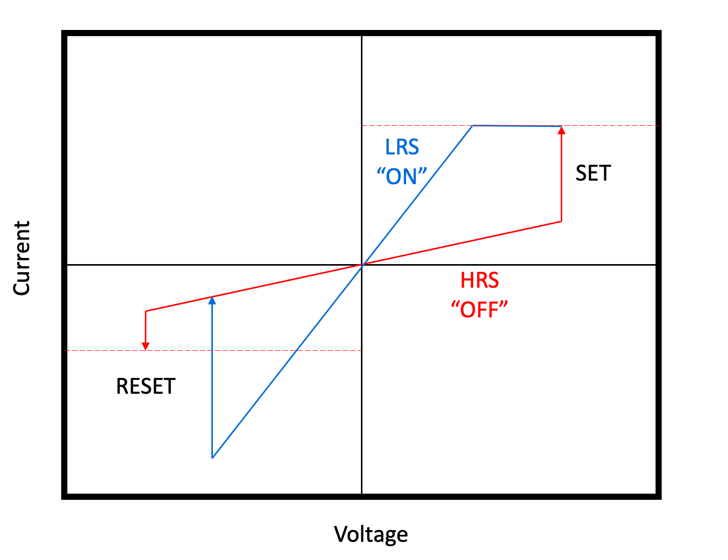 LRS
“ON”
SET
Current
HRS
“OFF”
RESET
Voltage